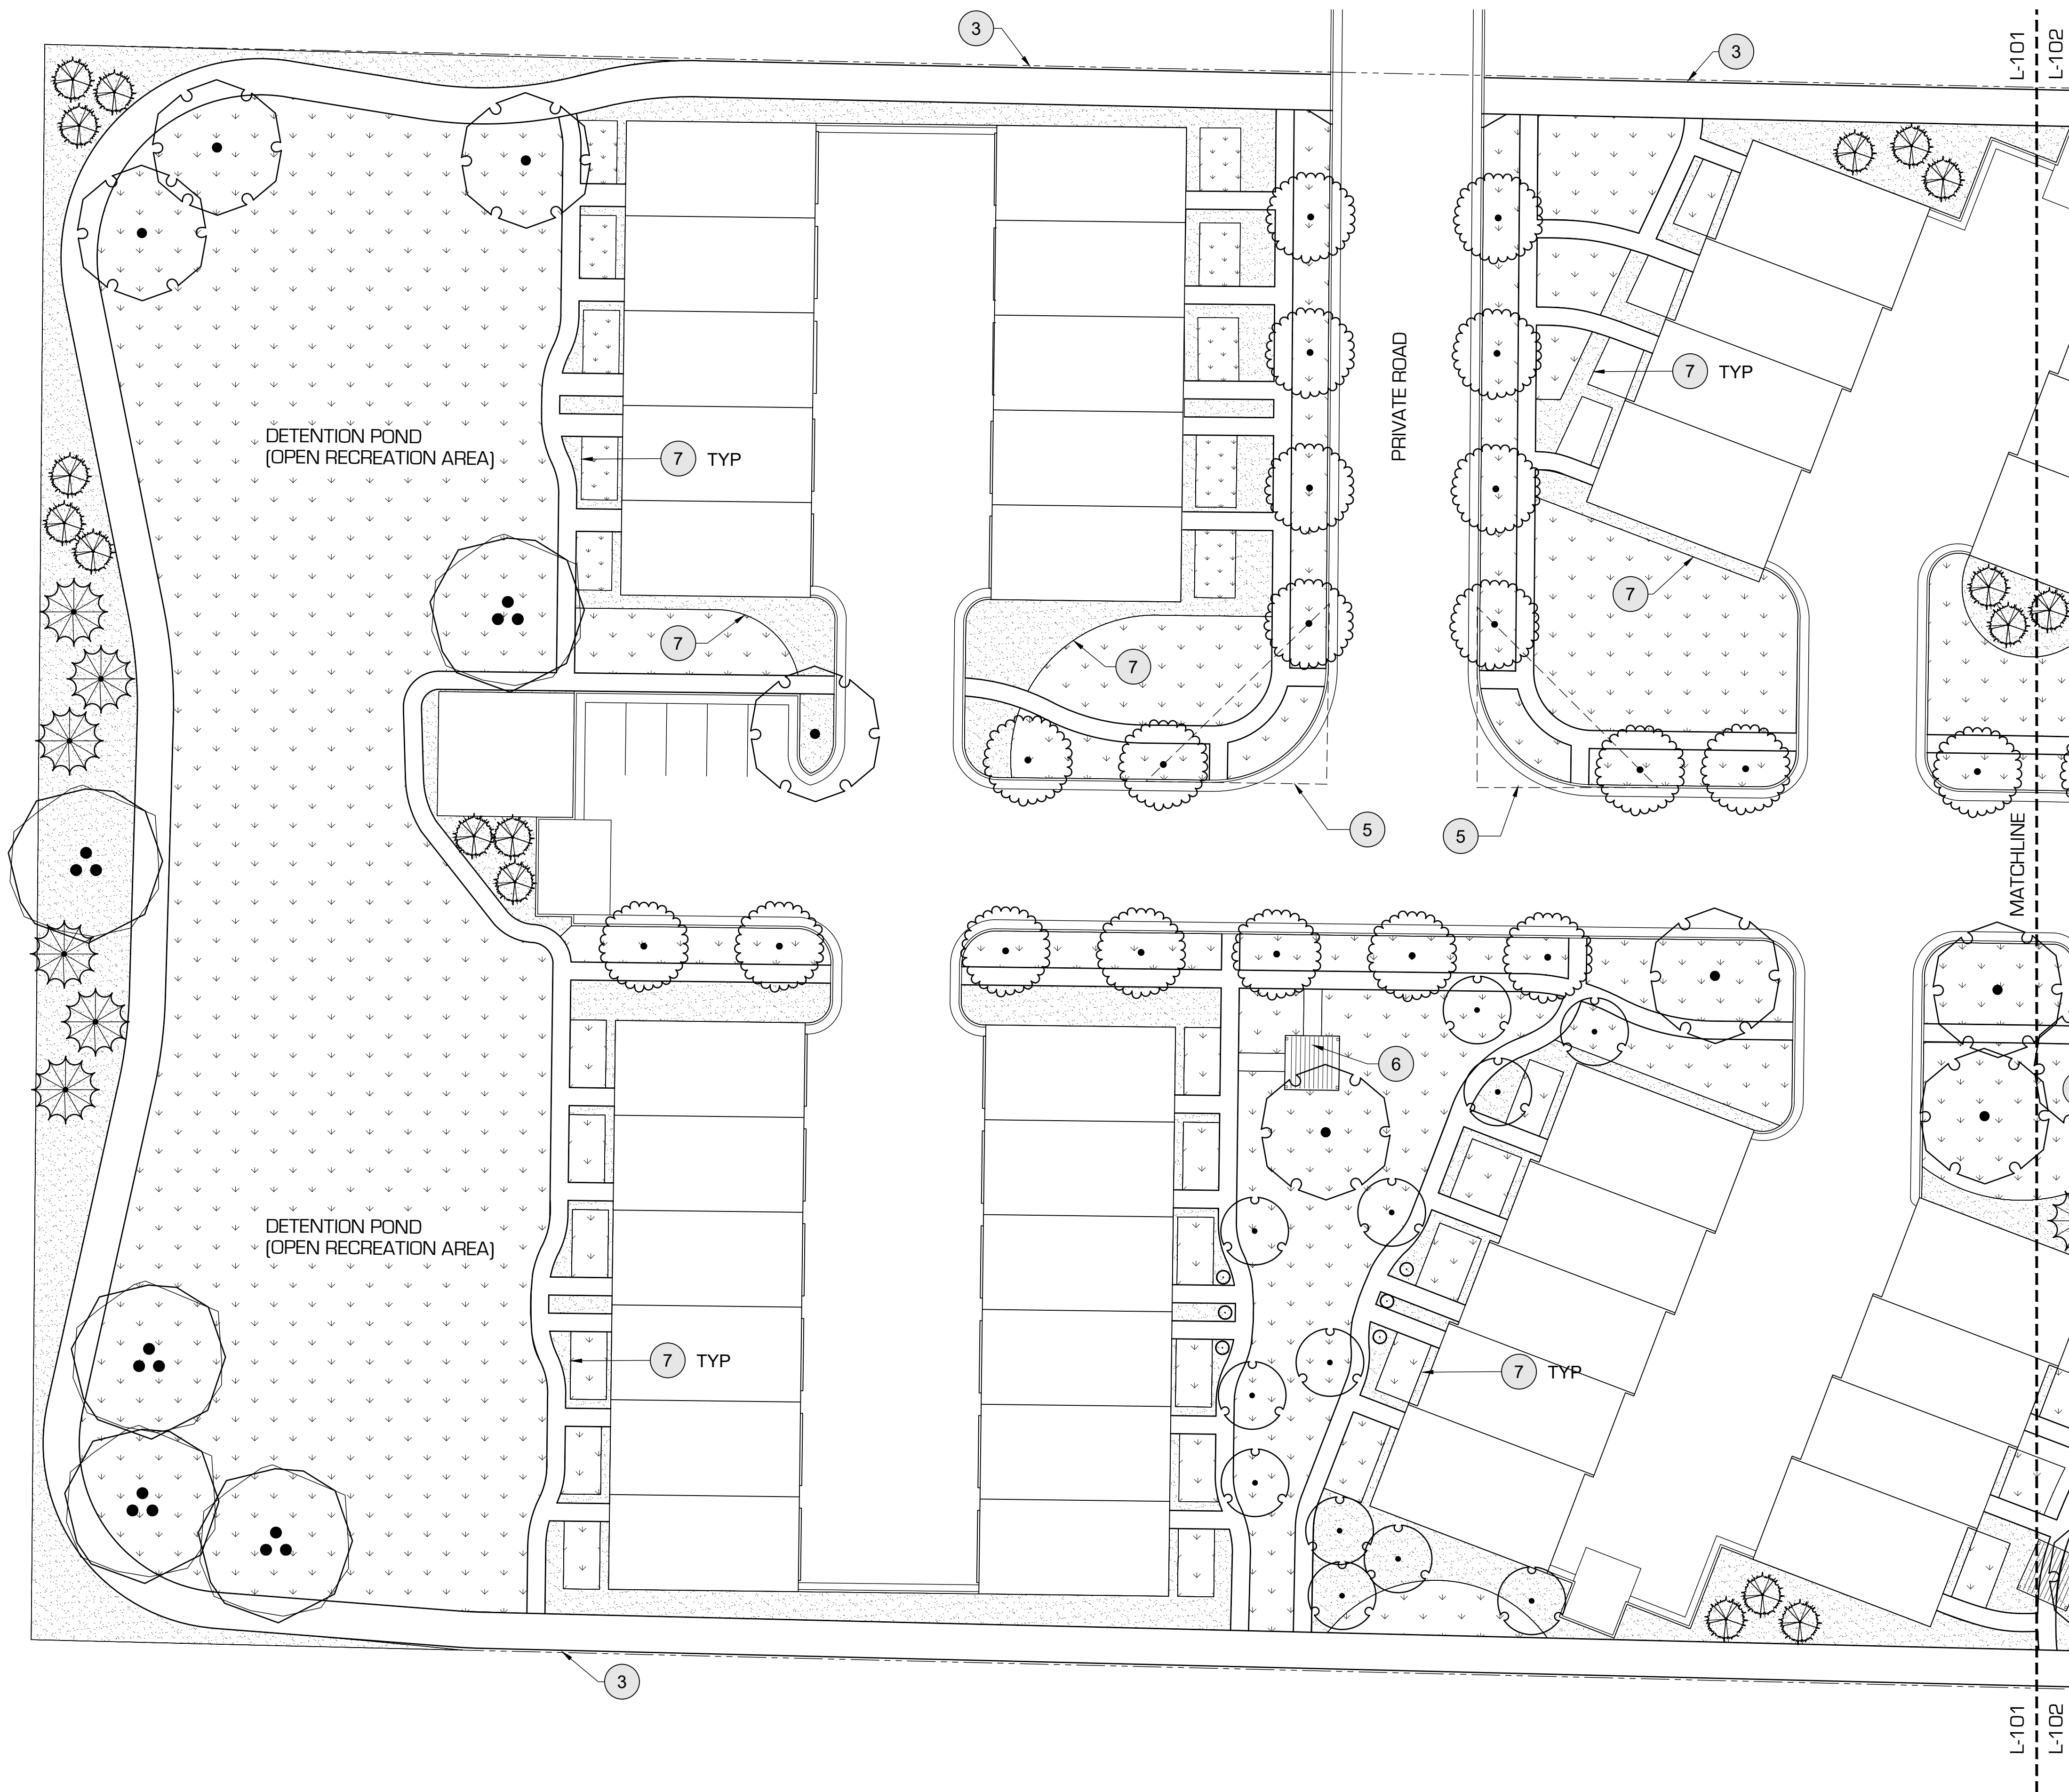 3
3
L-101
L-102
PRIVATE ROAD
7 TYP
DETENTION POND
(OPEN RECREATION AREA)
7 TYP
7
7
7
5
5
MATCHLINE
6
DETENTION POND
(OPEN RECREATION AREA)
7 TYP
7 TYP
3
L-101
L-102